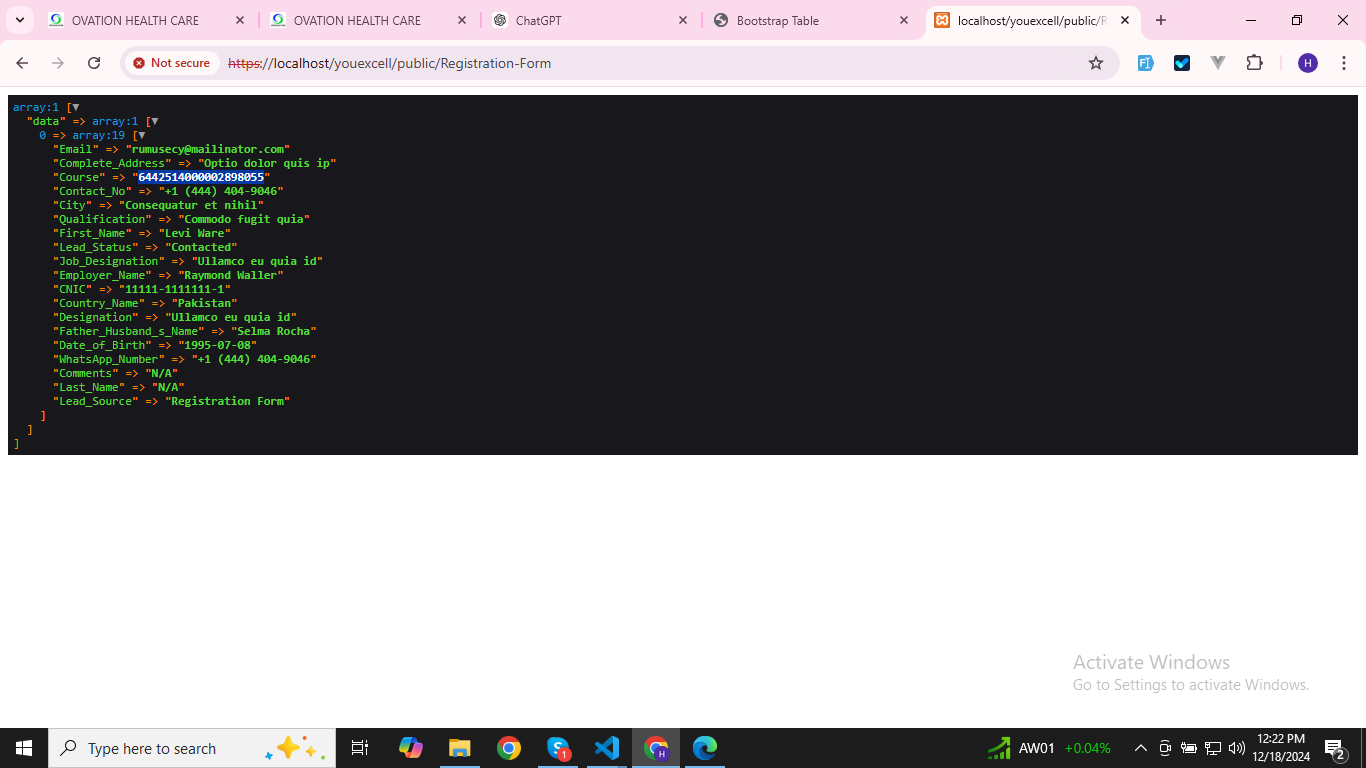 OVATION HEALTH CARE
OVATION HEALTH CARE
ChatGPT
Bootstrap Table
localhost/youexcell/public/R
Not secure
https://localhost/youexcell/public/Registration-Form
H
array:1 [▼
"data" => array:1 [▼
0 => array:19 [▼
"Email" => "rumusecy@mailinator.com"
"Complete_Address" => "Optio dolor quis ip"
"Course" => "6442514000002898055"
"Contact_No" => "+1 (444) 404-9046"
"City" => "Consequatur et nihil"
"Qualification" => "Commodo fugit quia"
"First_Name" => "Levi Ware"
"Lead_Status" => "Contacted"
"Job_Designation" => "Ullamco eu quia id"
"Employer_Name" => "Raymond Waller"
"CNIC" => "11111-1111111-1"
"Country_Name" => "Pakistan"
"Designation" => "Ullamco eu quia id"
"Father_Husband_s_Name" => "Selma Rocha"
"Date_of_Birth" => "1995-07-08"
"WhatsApp_Number" => "+1 (444) 404-9046"
"Comments" => "N/A"
"Last_Name" => "N/A"
"Lead_Source" => "Registration Form"
]
]
]
Activate Windows
Go to Settings to activate Windows.
Type here to search
1
H
AW01 +0.04%
12:22 PM
12/18/2024
2